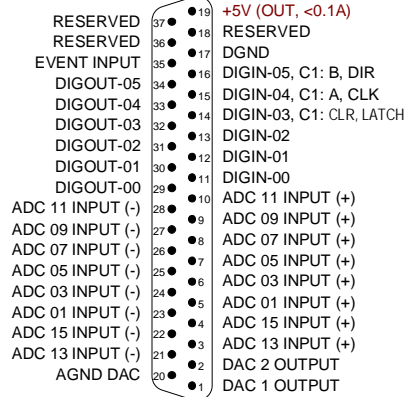 19 +5V (OUT, <0.1A)
RESERVED 37
18 RESERVED
RESERVED 36
17 DGND
EVENT INPUT 35
16 DIGIN-05, C1: B, DIR
DIGOUT-05 34
15 DIGIN-04, C1: A, CLK
DIGOUT-04 33
14 DIGIN-03, C1: CLR, LATCH
DIGOUT-03 32
13 DIGIN-02
DIGOUT-02 31
12 DIGIN-01
DIGOUT-01 30
11 DIGIN-00
DIGOUT-00 29
10 ADC 11 INPUT (+)
ADC 11 INPUT (-) 28
9 ADC 09 INPUT (+)
ADC 09 INPUT (-) 27
8 ADC 07 INPUT (+)
ADC 07 INPUT (-) 26
7 ADC 05 INPUT (+)
ADC 05 INPUT (-) 25
6 ADC 03 INPUT (+)
ADC 03 INPUT (-) 24
5 ADC 01 INPUT (+)
ADC 01 INPUT (-) 23
4 ADC 15 INPUT (+)
ADC 15 INPUT (-) 22
3 ADC 13 INPUT (+)
ADC 13 INPUT (-) 21
2 DAC 2 OUTPUT
AGND DAC 20
1 DAC 1 OUTPUT